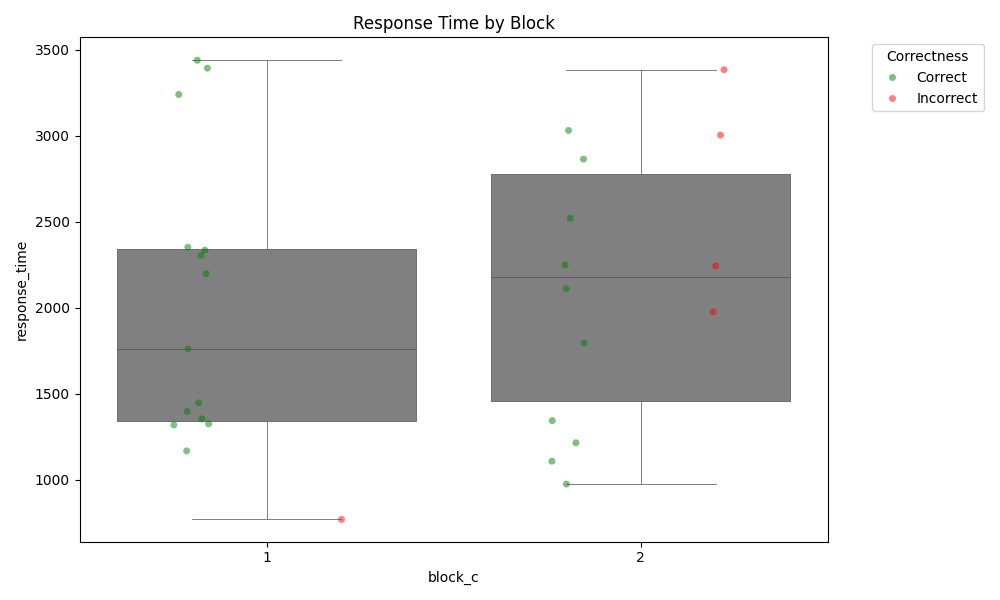 Response Time by Block
Correctness
Correct
Incorrect
3500
3000
2500
2000
1500
1000
response_time
1
2
block_c